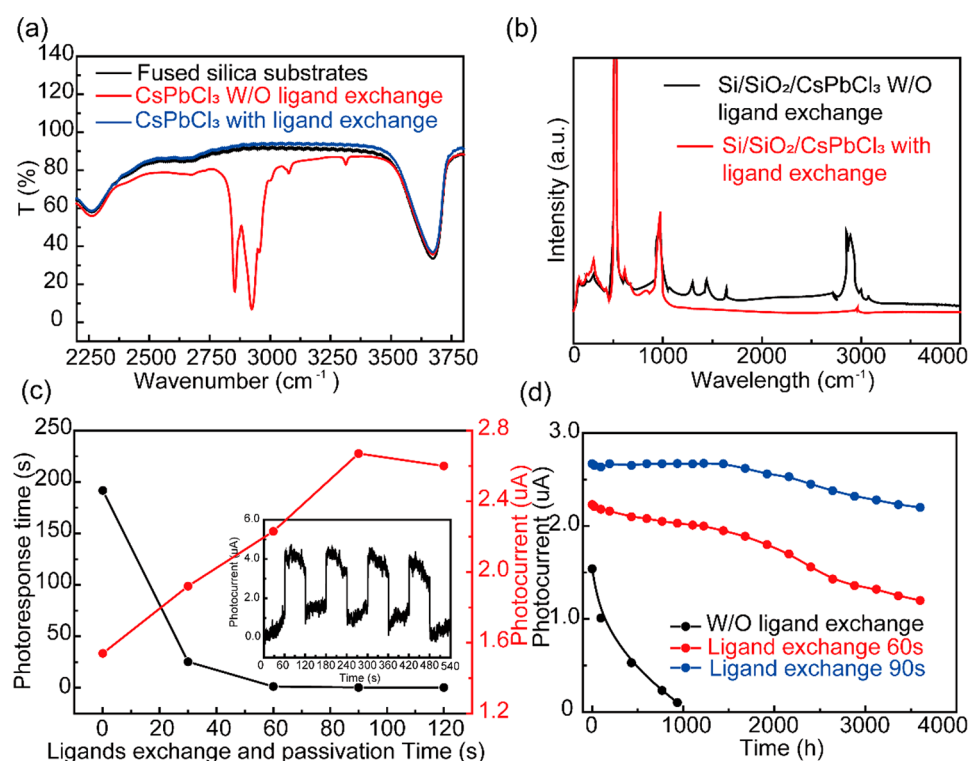 (a)
140
120
100
80
60
40
20
0
T (%)
Fused silica substrates
CsPbCl₃ W/O ligand exchange
CsPbCl₃ with ligand exchange
2250 2500 2750 3000 3250 3500 3750
Wavenumber (cm⁻¹)
(b)
Intensity (a.u.)
Si/SiO₂/CsPbCl₃ W/O
ligand exchange
Si/SiO₂/CsPbCl₃ with
ligand exchange
0 1000 2000 3000 4000
Wavelength (cm⁻¹)
(c)
250
200
150
100
50
0
Photoresponse time (s)
2.8
2.4
2.0
1.6
1.2
Photocurrent (uA)
6.0
4.0
2.0
0.0
Photocurrent (μA)
0 60 120 180 240 300 360 420 480 540
Time (s)
0 20 40 60 80 100 120
Ligands exchange and passivation Time (s)
(d)
3.0
2.0
1.0
.0
Photocurrent (uA)
W/O ligand exchange
Ligand exchange 60s
Ligand exchange 90s
0 1000 2000 3000 4000
Time (h)